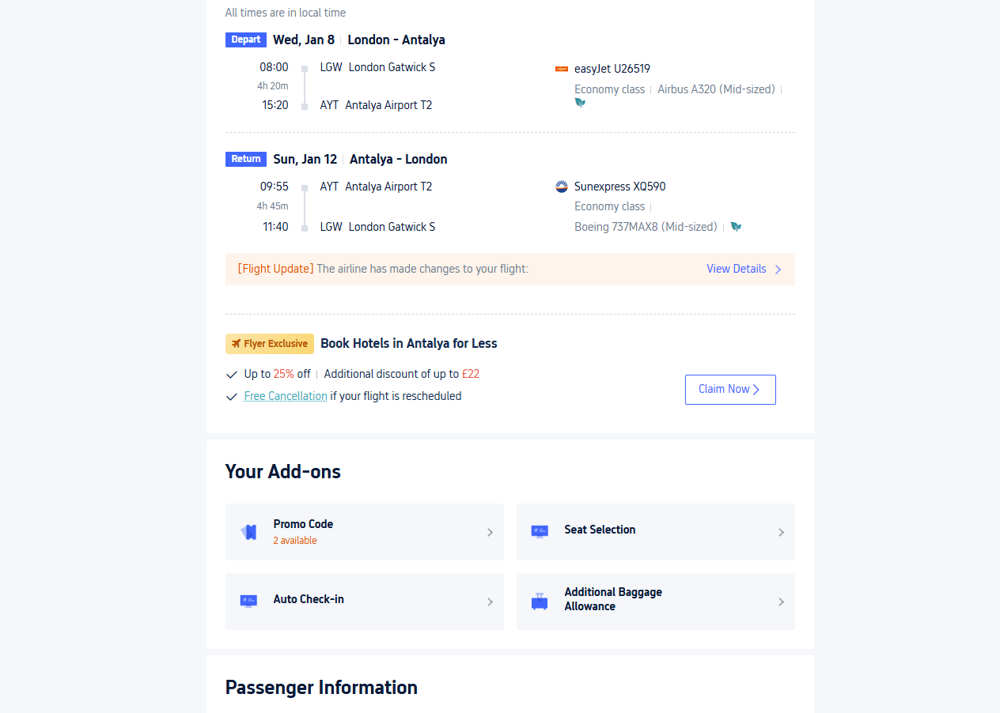 All times are in local time
Depart Wed, Jan 8 London - Antalya
08:00 LGW London Gatwick S
easyJet U26519
4h 20m
Economy class Airbus A320 (Mid-sized)
15:20 AYT Antalya Airport T2
Return Sun, Jan 12 Antalya - London
09:55 AYT Antalya Airport T2
Sunexpress XQ590
4h 45m
Economy class
11:40 LGW London Gatwick S
Boeing 737MAX8 (Mid-sized)
[Flight Update] The airline has made changes to your flight:
View Details
Flyer Exclusive Book Hotels in Antalya for Less
Up to 25% off Additional discount of up to £22
Free Cancellation if your flight is rescheduled
Claim Now
Your Add-ons
Promo Code
2 available
Seat Selection
Auto Check-in
Additional Baggage
Allowance
Passenger Information